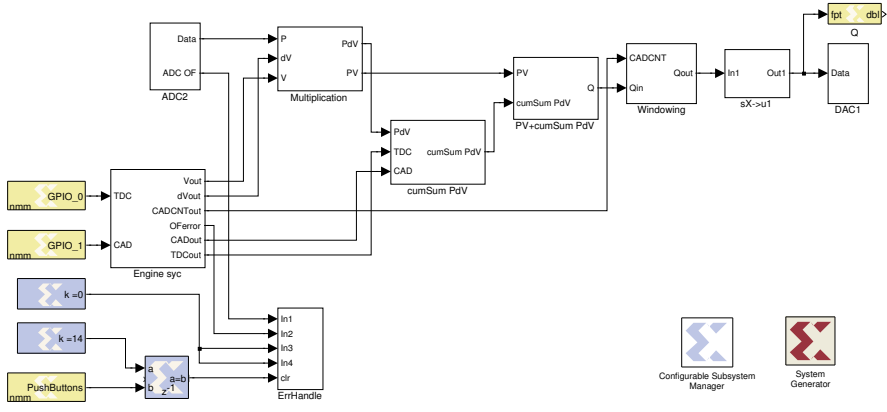 fpt dbl
Q
Data
ADC OF
ADC2
P
dV
V
PdV
PV
Multiplication
PV
cumSum PdV
Q
PV+cumSum PdV
CADCNT
Qin
Qout
Windowing
In1 Out1
sX->u1
Data
DAC1
PdV
TDC
CAD
cumSum PdV
cumSum PdV
GPIO_0
nmm
GPIO_1
nmm
TDC
CAD
Vout
dVout
CADCNTout
OFerror
CADout
TDCout
Engine syc
k =0
k =14
PushButtons
nmm
a
b
a=b
z-1
In1
In2
In3
In4
clr
ErrHandle
Configurable Subsystem
Manager
System
Generator